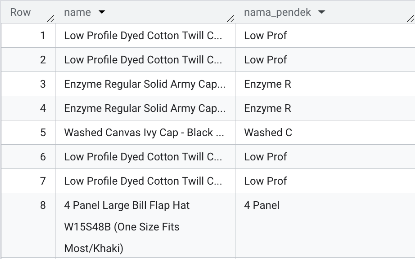 Row name nama_pendek
1 Low Profile Dyed Cotton Twill C... Low Prof
2 Low Profile Dyed Cotton Twill C... Low Prof
3 Enzyme Regular Solid Army Cap... Enzyme R
4 Enzyme Regular Solid Army Cap... Enzyme R
5 Washed Canvas Ivy Cap - Black ... Washed C
6 Low Profile Dyed Cotton Twill C... Low Prof
7 Low Profile Dyed Cotton Twill C... Low Prof
8 4 Panel Large Bill Flap Hat 4 Panel
W15S48B (One Size Fits
Most/Khaki)